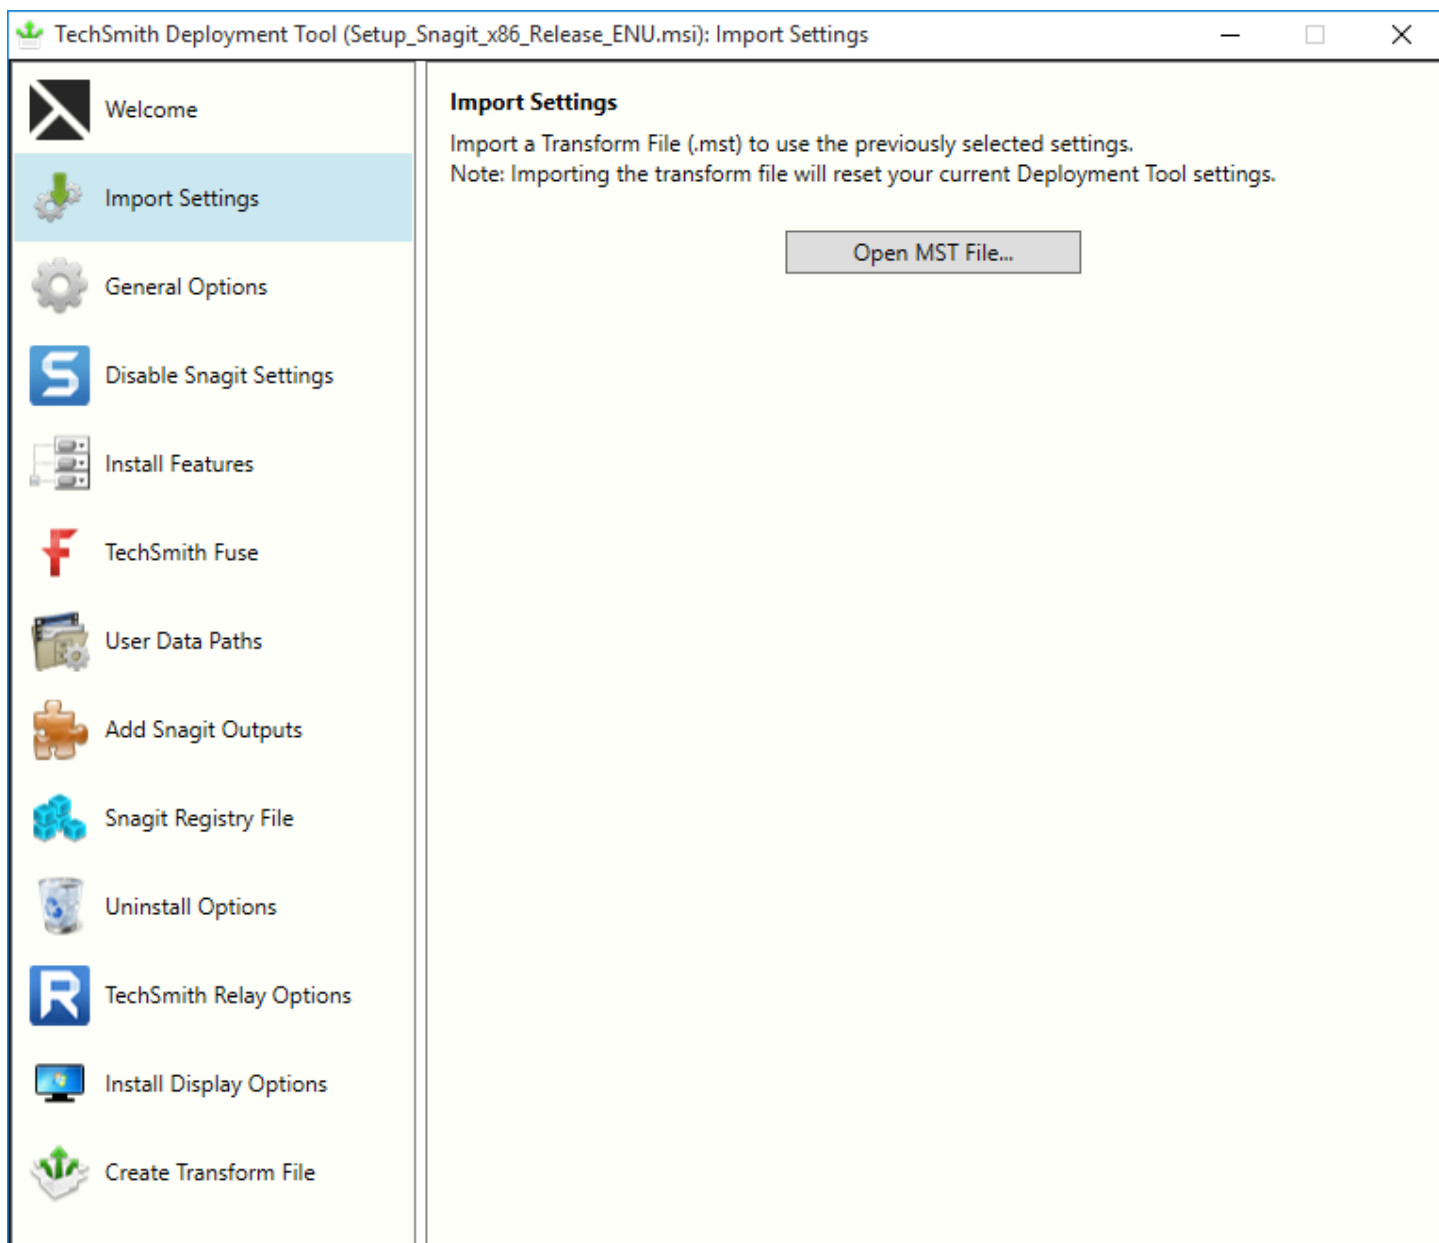 TechSmith Deployment Tool (Setup_Snagit_x86_Release_ENU.msi): Import Settings
Welcome
Import Settings
General Options
Disable Snagit Settings
Install Features
TechSmith Fuse
User Data Paths
Add Snagit Outputs
Snagit Registry File
Uninstall Options
TechSmith Relay Options
Install Display Options
Create Transform File
Import Settings
Import a Transform File (.mst) to use the previously selected settings.
Note: Importing the transform file will reset your current Deployment Tool settings.
Open MST File...